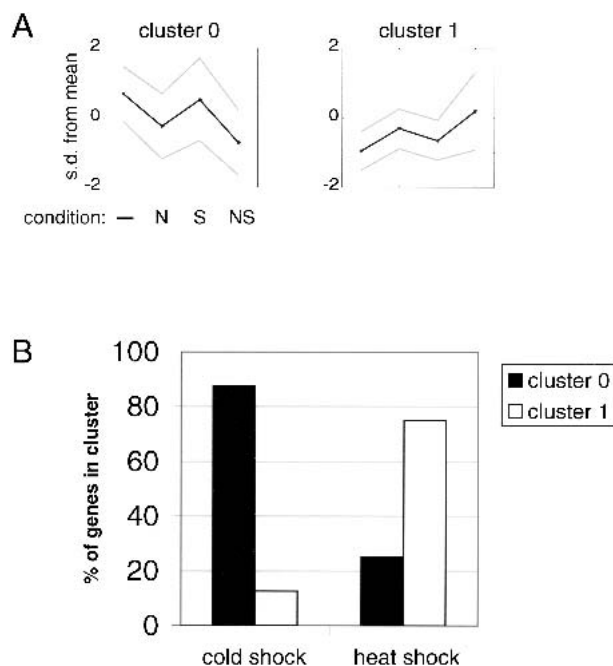 A
cluster 0
cluster 1
s.d. from mean
2
0
-2
2
0
-2
condition: — N S NS
B
% of genes in cluster
100
80
60
40
20
0
cold shock
heat shock
cluster 0
cluster 1